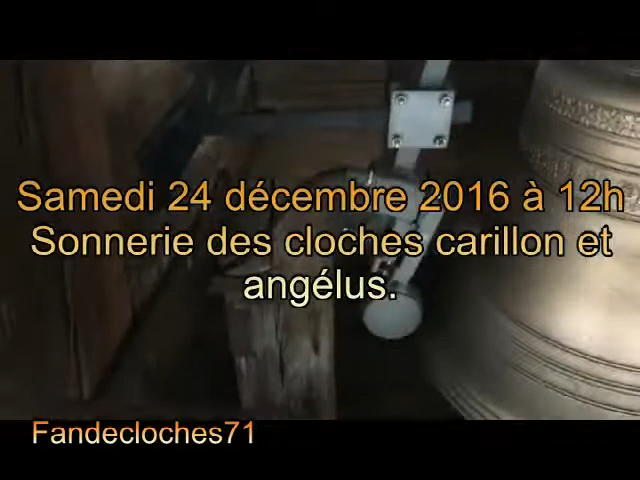 Samedi 24 décembre 2016 à 12h
Sonnerie des cloches carillon et
angélus.
Fandecloches71